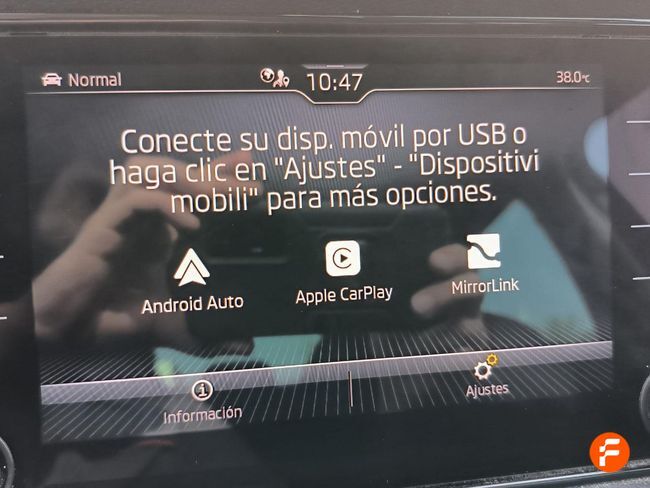 Normal
10:47
38.0°C
Conecte su disp. móvil por USB o
haga clic en "Ajustes" - "Dispositivi
mobili" para más opciones.
Android Auto
Apple CarPlay
MirrorLink
Información
Ajustes